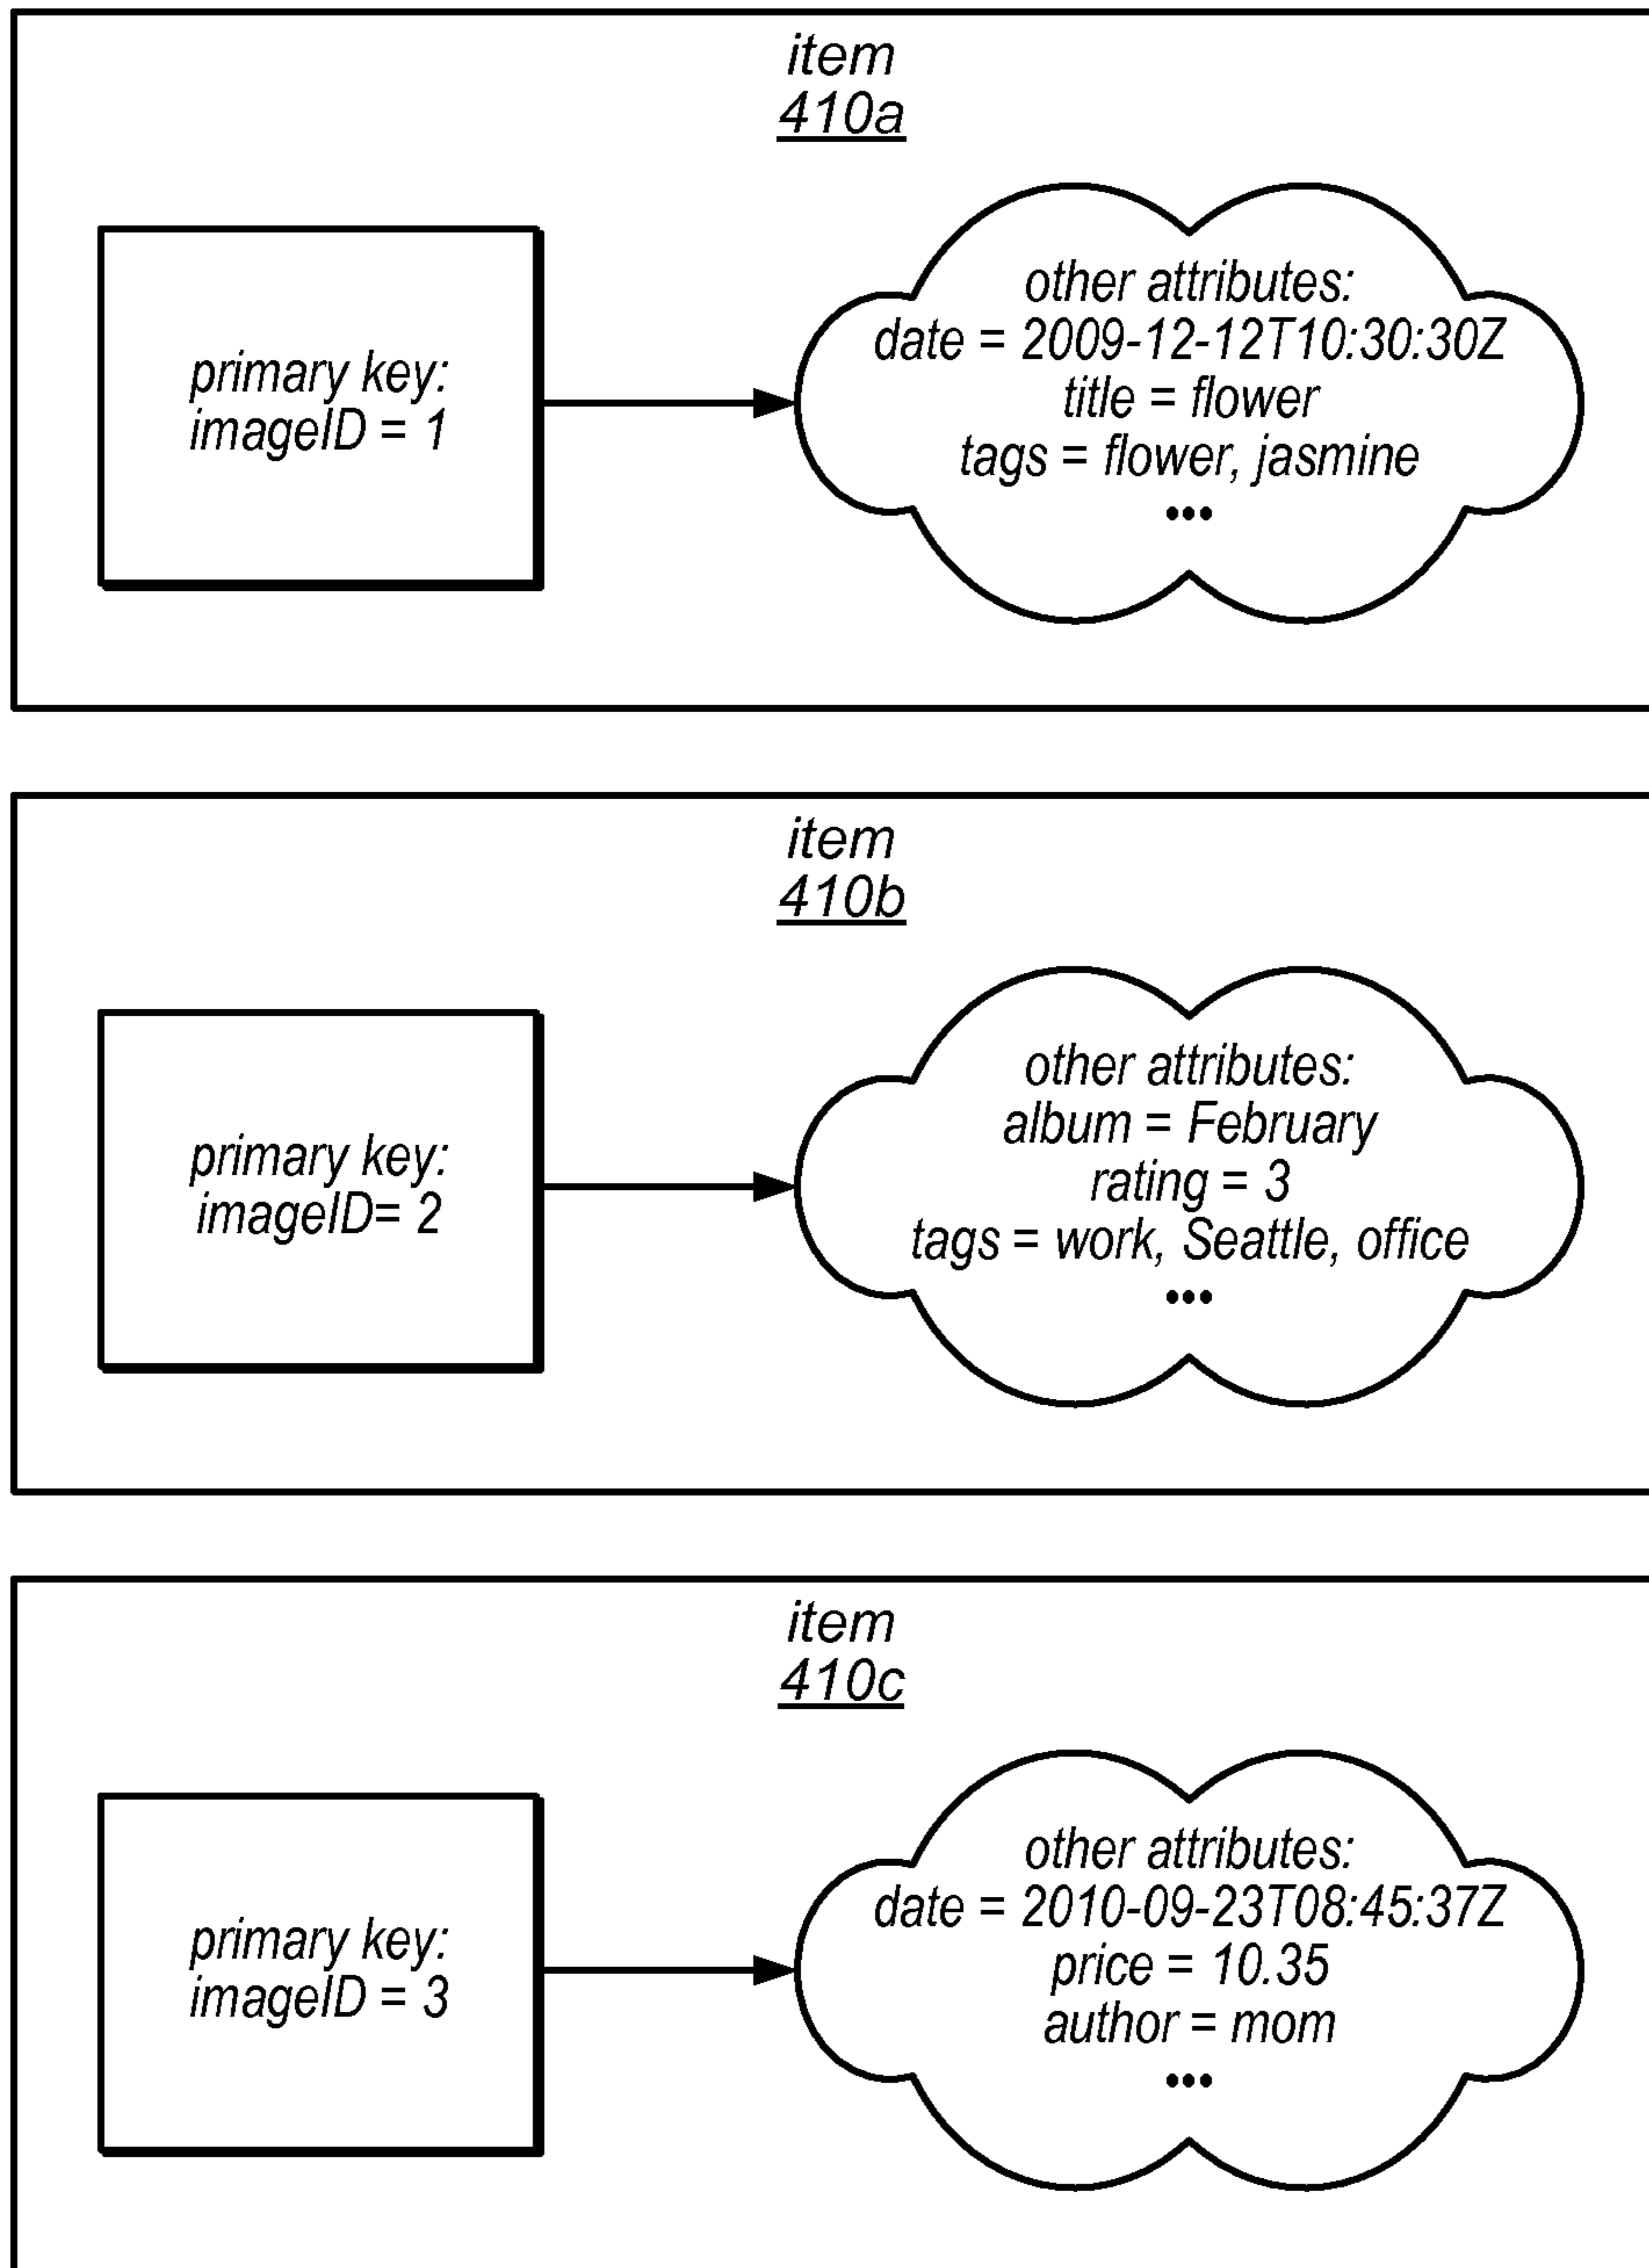 item
410a
primary key:
imageID = 1
other attributes:
date = 2009-12-12T10:30:30Z
title = flower
tags = flower, jasmine
•••
item
410b
primary key:
imageID= 2
other attributes:
album = February
rating = 3
tags = work, Seattle, office
•••
item
410c
primary key:
imageID = 3
other attributes:
date = 2010-09-23T08:45:37Z
price = 10.35
author = mom
•••